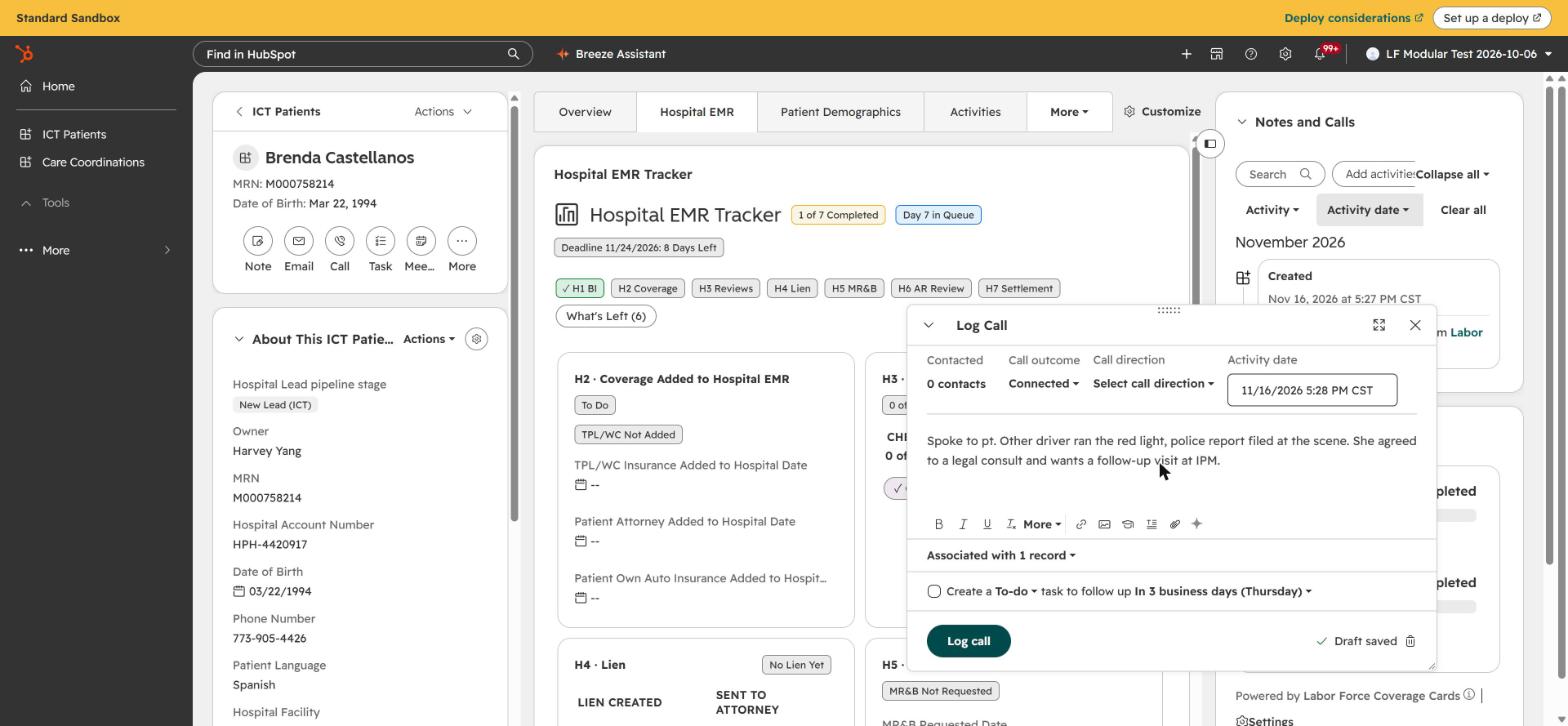 Standard Sandbox
Deploy considerations
Set up a deploy
Find in HubSpot
Breeze Assistant
99+
LF Modular Test 2026-10-06
Home
ICT Patients
Care Coordinations
Tools
More
ICT Patients
Actions
Brenda Castellanos
MRN: M000758214
Date of Birth: Mar 22, 1994
Note Email Call Task Mee... More
About This ICT Patie...
Actions
Hospital Lead pipeline stage
New Lead (ICT)
Owner
Harvey Yang
MRN
M000758214
Hospital Account Number
HPH-4420917
Date of Birth
03/22/1994
Phone Number
773-905-4426
Patient Language
Spanish
Hospital Facility
Overview Hospital EMR Patient Demographics Activities More Customize
Hospital EMR Tracker
Hospital EMR Tracker 1 of 7 Completed Day 7 in Queue
Deadline 11/24/2026: 8 Days Left
✓ H1 BI H2 Coverage H3 Reviews H4 Lien H5 MR&B H6 AR Review H7 Settlement
What's Left (6)
H2 · Coverage Added to Hospital EMR
To Do
TPL/WC Not Added
TPL/WC Insurance Added to Hospital Date
--
Patient Attorney Added to Hospital Date
--
Patient Own Auto Insurance Added to Hospit...
--
H3 ·
0 of
CHE
0 of
✓
H4 · Lien
No Lien Yet
LIEN CREATED
SENT TO
ATTORNEY
H5 ·
MR&B Not Requested
MR&B Requested Date
Log Call
Contacted Call outcome Call direction Activity date
0 contacts Connected Select call direction 11/16/2026 5:28 PM CST
Spoke to pt. Other driver ran the red light, police report filed at the scene. She agreed
to a legal consult and wants a follow-up visit at IPM.
B I U Tx More
Associated with 1 record
Create a To-do task to follow up In 3 business days (Thursday)
Log call
Draft saved
Notes and Calls
Search
Add activitie
Collapse all
Activity Activity date Clear all
November 2026
Created
Nov 16, 2026 at 5:27 PM CST
m Labor
pleted
pleted
Powered by Labor Force Coverage Cards |
Settings